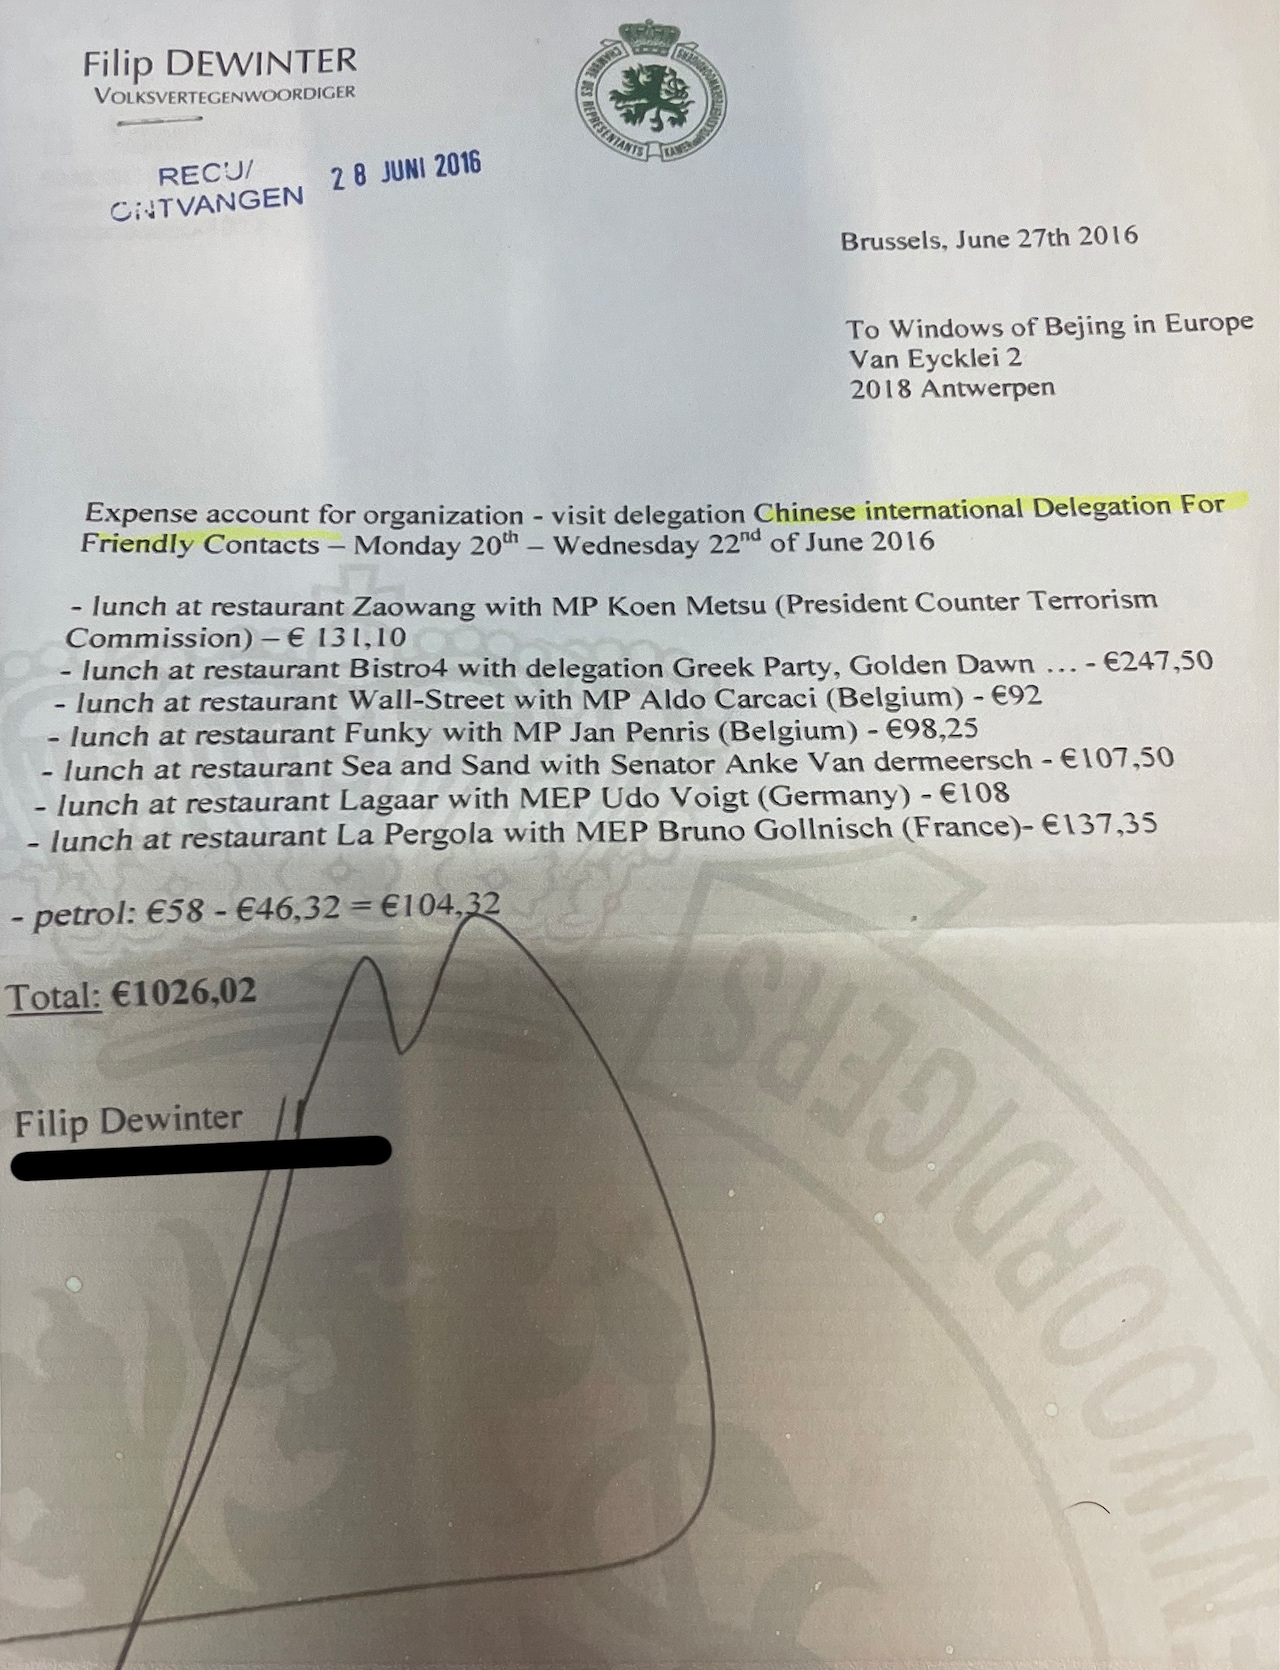 Filip DEWINTER
VOLKSVERTEGENWOORDIGER
CHAMBRE DES REPRÉSENTANTS KAMER VAN VOLKSVERTEGENWOORDIGERS
RECU/
ONTVANGEN
28 JUNI 2016
Brussels, June 27th 2016
To Windows of Bejing in Europe
Van Eycklei 2
2018 Antwerpen
Expense account for organization - visit delegation Chinese international Delegation For
Friendly Contacts – Monday 20th – Wednesday 22nd of June 2016
- lunch at restaurant Zaowang with MP Koen Metsu (President Counter Terrorism
Commission) – € 131,10
- lunch at restaurant Bistro4 with delegation Greek Party, Golden Dawn ... - €247,50
- lunch at restaurant Wall-Street with MP Aldo Carcaci (Belgium) - €92
- lunch at restaurant Funky with MP Jan Penris (Belgium) - €98,25
- lunch at restaurant Sea and Sand with Senator Anke Van dermeersch - €107,50
- lunch at restaurant Lagaar with MEP Udo Voigt (Germany) - €108
- lunch at restaurant La Pergola with MEP Bruno Gollnisch (France)- €137,35
- petrol: €58 - €46,32 = €104,32
Total: €1026,02
Filip Dewinter